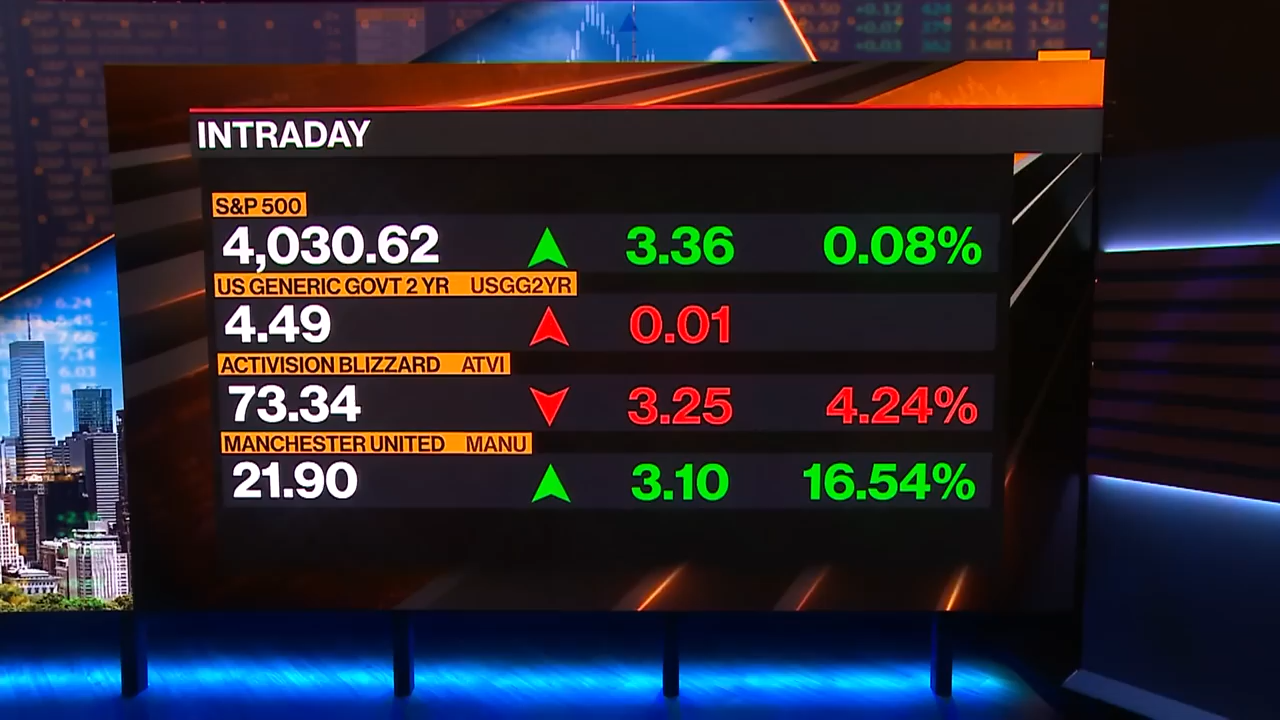 INTRADAY
S&P 500
4,030.62 ▲ 3.36 0.08%
US GENERIC GOVT 2 YR USGG2YR
4.49 ▲ 0.01
ACTIVISION BLIZZARD ATVI
73.34 ▼ 3.25 4.24%
MANCHESTER UNITED MANU
21.90 ▲ 3.10 16.54%